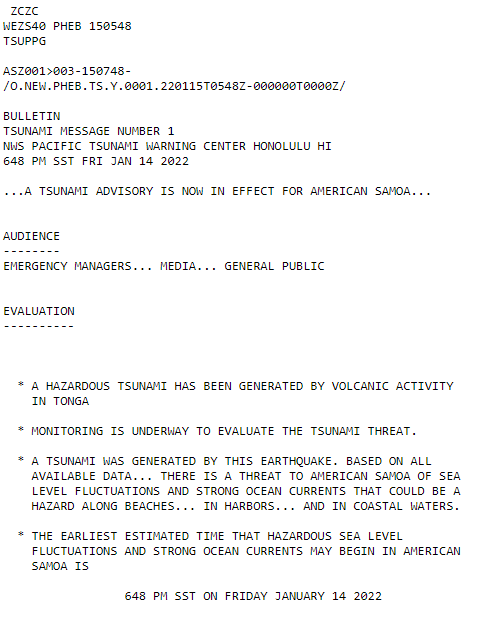 ZCZC
WEZS40 PHEB 150548
TSUPPG
ASZ001>003-150748-
/O.NEW.PHEB.TS.Y.0001.220115T0548Z-000000T0000Z/
BULLETIN
TSUNAMI MESSAGE NUMBER 1
NWS PACIFIC TSUNAMI WARNING CENTER HONOLULU HI
648 PM SST FRI JAN 14 2022
...A TSUNAMI ADVISORY IS NOW IN EFFECT FOR AMERICAN SAMOA...
AUDIENCE
--------
EMERGENCY MANAGERS... MEDIA... GENERAL PUBLIC
EVALUATION
----------
* A HAZARDOUS TSUNAMI HAS BEEN GENERATED BY VOLCANIC ACTIVITY
IN TONGA
* MONITORING IS UNDERWAY TO EVALUATE THE TSUNAMI THREAT.
* A TSUNAMI WAS GENERATED BY THIS EARTHQUAKE. BASED ON ALL
AVAILABLE DATA... THERE IS A THREAT TO AMERICAN SAMOA OF SEA
LEVEL FLUCTUATIONS AND STRONG OCEAN CURRENTS THAT COULD BE A
HAZARD ALONG BEACHES... IN HARBORS... AND IN COASTAL WATERS.
* THE EARLIEST ESTIMATED TIME THAT HAZARDOUS SEA LEVEL
FLUCTUATIONS AND STRONG OCEAN CURRENTS MAY BEGIN IN AMERICAN
SAMOA IS
648 PM SST ON FRIDAY JANUARY 14 2022